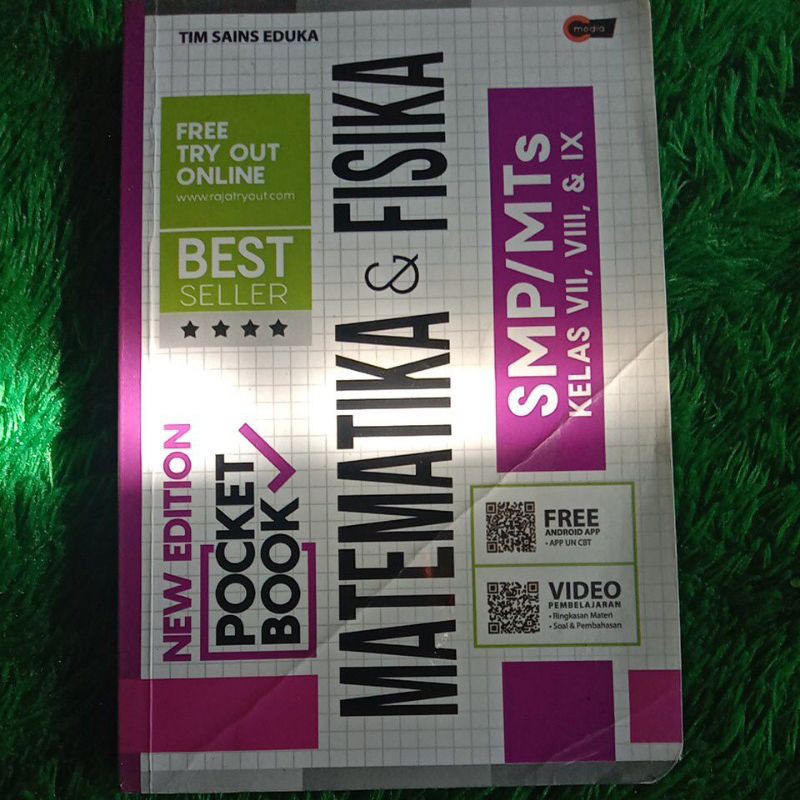 TIM SAINS EDUKA
C media
FREE
TRY OUT
ONLINE
www.rajatryout.com
BEST
SELLER
NEW EDITION
POCKET
BOOK
MATEMATIKA & FISIKA
SMP/MTs
KELAS VII, VIII, & IX
FREE
ANDROID APP
• APP UN CBT
VIDEO
PEMBELAJARAN
• Ringkasan Materi
• Soal & Pembahasan